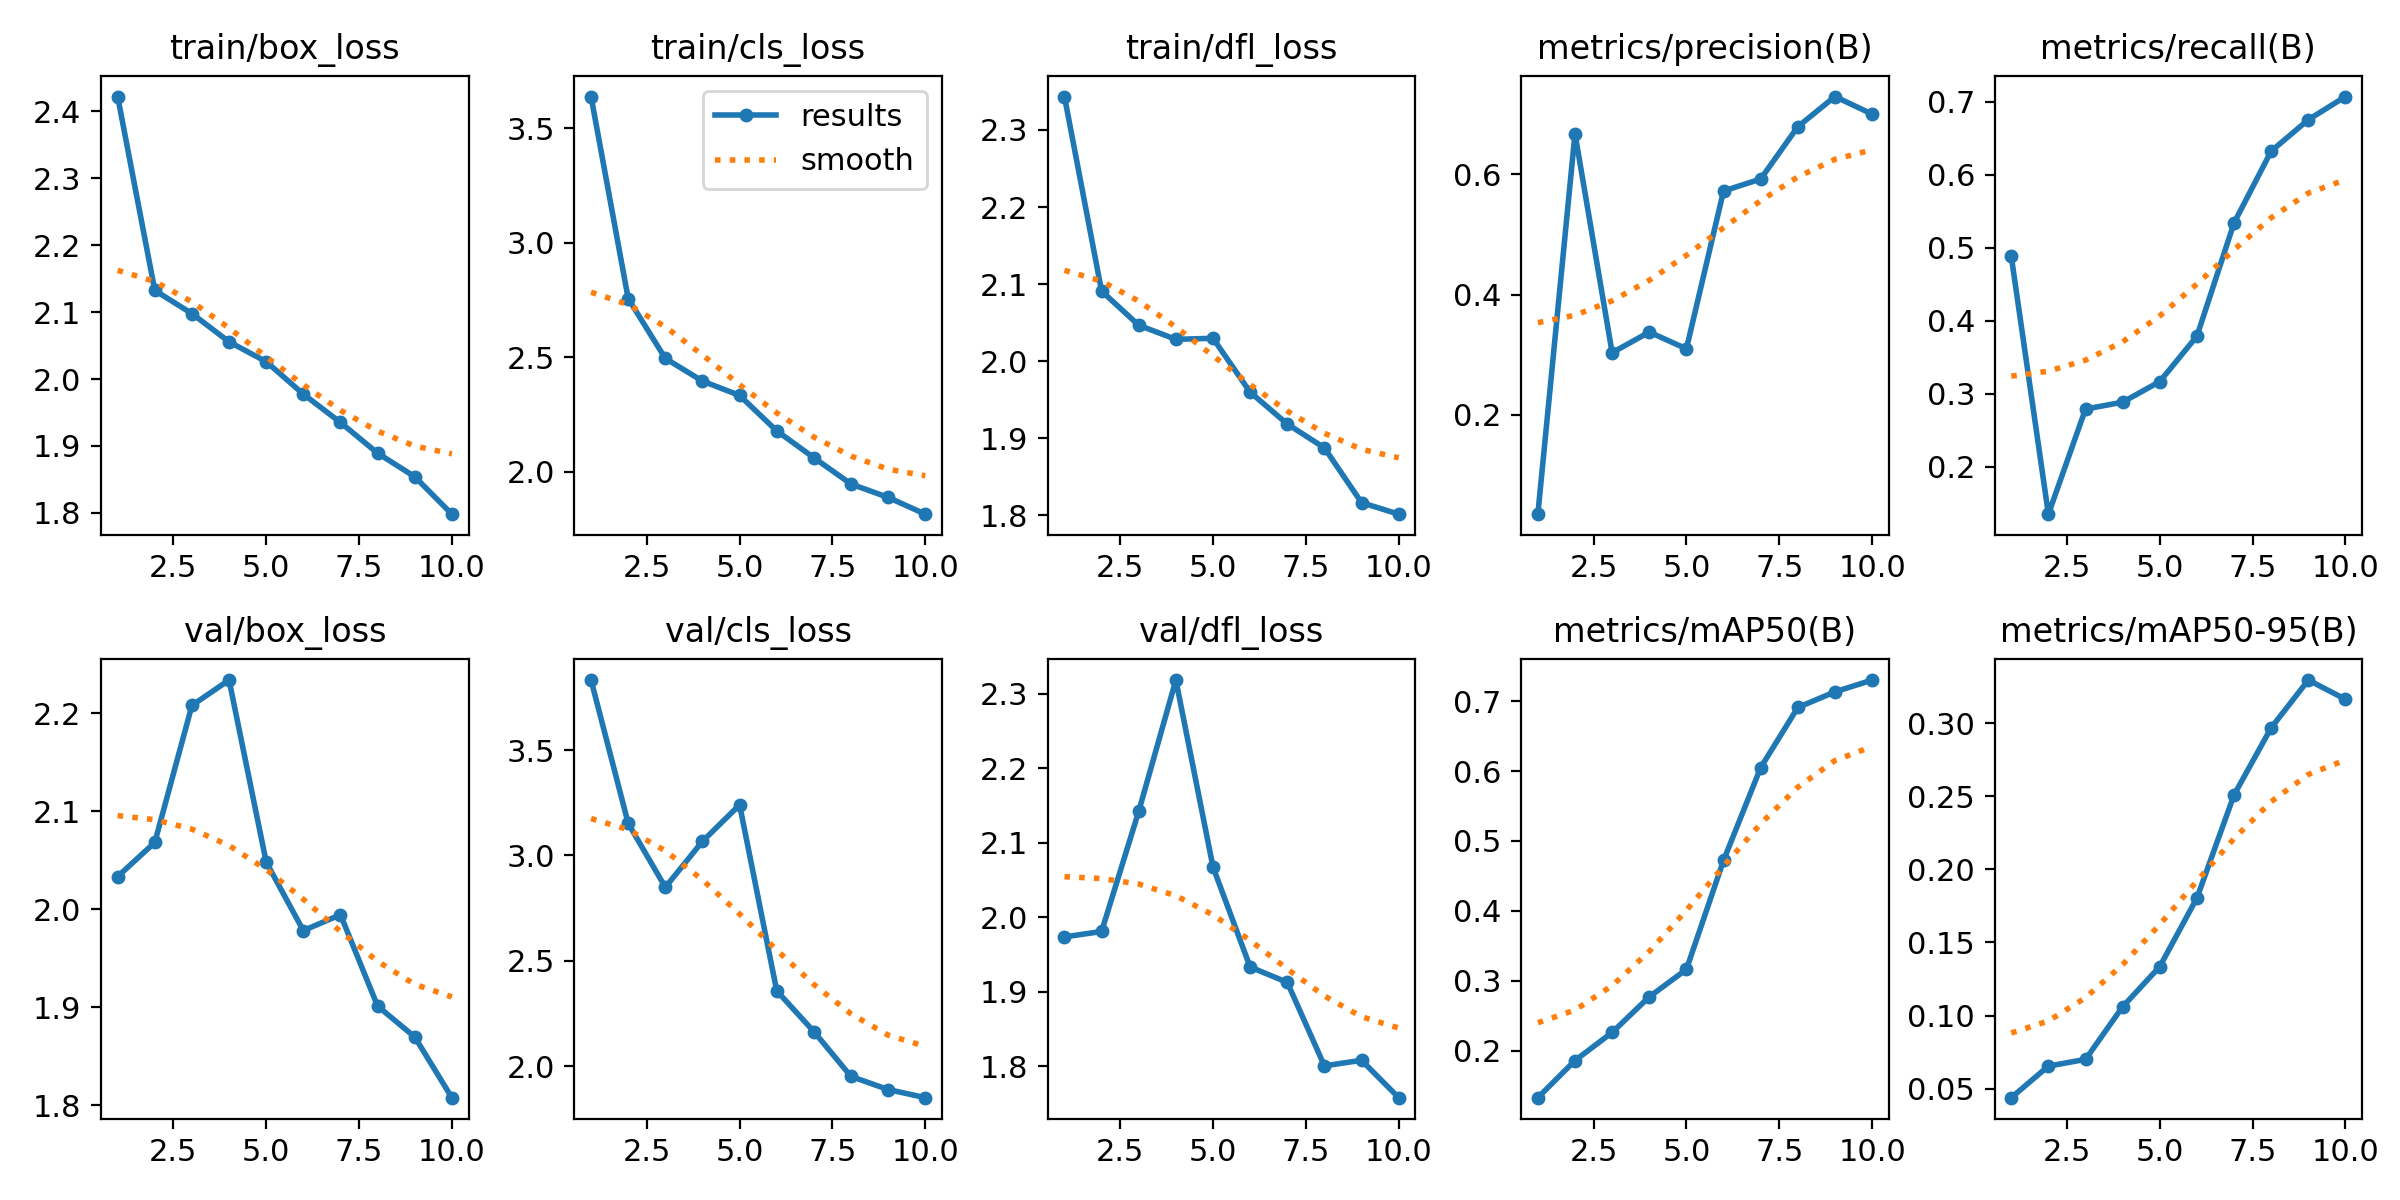 train/box_loss
train/cls_loss
train/dfl_loss
metrics/precision(B)
metrics/recall(B)
2.4
2.3
2.2
2.1
2.0
1.9
1.8
2.5 5.0 7.5 10.0
3.5
3.0
2.5
2.0
results
smooth
2.5 5.0 7.5 10.0
2.3
2.2
2.1
2.0
1.9
1.8
2.5 5.0 7.5 10.0
0.6
0.4
0.2
2.5 5.0 7.5 10.0
0.7
0.6
0.5
0.4
0.3
0.2
2.5 5.0 7.5 10.0
val/box_loss
val/cls_loss
val/dfl_loss
metrics/mAP50(B)
metrics/mAP50-95(B)
2.2
2.1
2.0
1.9
1.8
2.5 5.0 7.5 10.0
3.5
3.0
2.5
2.0
2.5 5.0 7.5 10.0
2.3
2.2
2.1
2.0
1.9
1.8
2.5 5.0 7.5 10.0
0.7
0.6
0.5
0.4
0.3
0.2
2.5 5.0 7.5 10.0
0.30
0.25
0.20
0.15
0.10
0.05
2.5 5.0 7.5 10.0